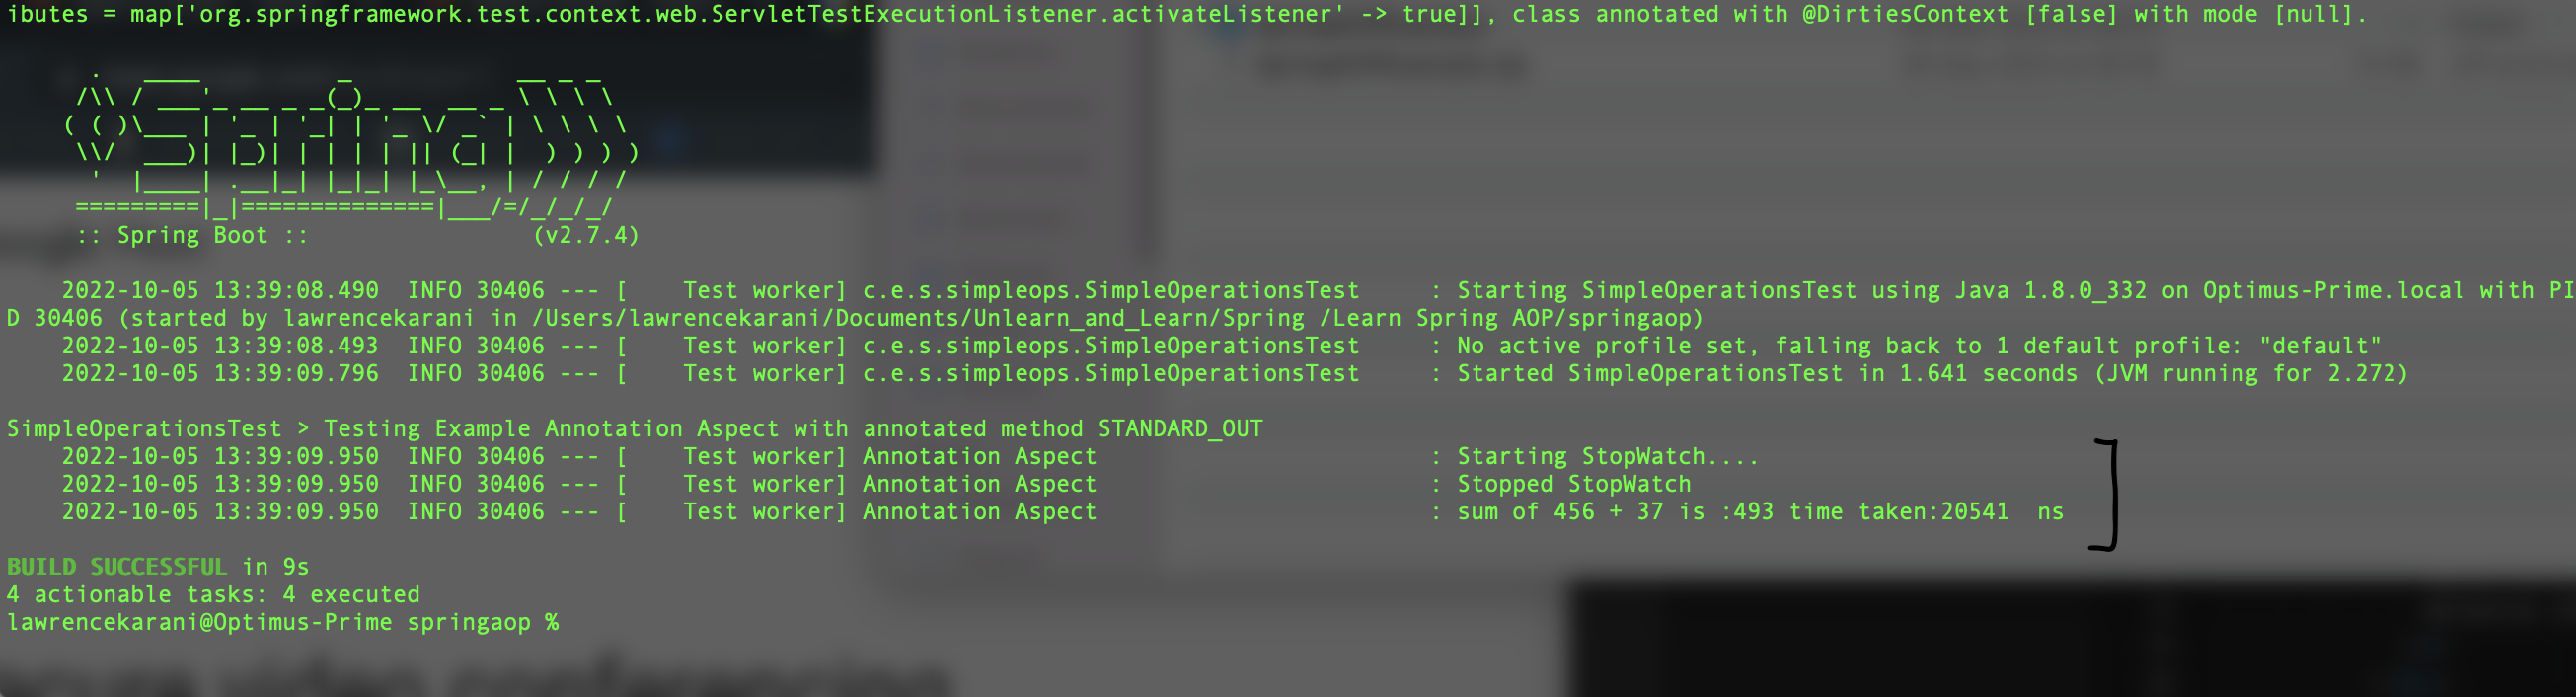 ibutes = map['org.springframework.test.context.web.ServletTestExecutionListener.activateListener' -> true]], class annotated with @DirtiesContext [false] with mode [null].
  .   ____          _            __ _ _
 /\\ / ___'_ __ _ _(_)_ __  __ _ \ \ \ \
( ( )\___ | '_ | '_| | '_ \/ _` | \ \ \ \
 \\/  ___)| |_)| | | | | || (_| |  ) ) ) )
  '  |____| .__|_| |_|_| |_\__, | / / / /
 =========|_|==============|___/=/_/_/_/
 :: Spring Boot ::                (v2.7.4)
2022-10-05 13:39:08.490  INFO 30406 --- [    Test worker] c.e.s.simpleops.SimpleOperationsTest     : Starting SimpleOperationsTest using Java 1.8.0_332 on Optimus-Prime.local with PI
D 30406 (started by lawrencekarani in /Users/lawrencekarani/Documents/Unlearn_and_Learn/Spring /Learn Spring AOP/springaop)
2022-10-05 13:39:08.493  INFO 30406 --- [    Test worker] c.e.s.simpleops.SimpleOperationsTest     : No active profile set, falling back to 1 default profile: "default"
2022-10-05 13:39:09.796  INFO 30406 --- [    Test worker] c.e.s.simpleops.SimpleOperationsTest     : Started SimpleOperationsTest in 1.641 seconds (JVM running for 2.272)
SimpleOperationsTest > Testing Example Annotation Aspect with annotated method STANDARD_OUT
2022-10-05 13:39:09.950  INFO 30406 --- [    Test worker] Annotation Aspect                        : Starting StopWatch....
2022-10-05 13:39:09.950  INFO 30406 --- [    Test worker] Annotation Aspect                        : Stopped StopWatch
2022-10-05 13:39:09.950  INFO 30406 --- [    Test worker] Annotation Aspect                        : sum of 456 + 37 is :493 time taken:20541  ns
BUILD SUCCESSFUL in 9s
4 actionable tasks: 4 executed
lawrencekarani@Optimus-Prime springaop %